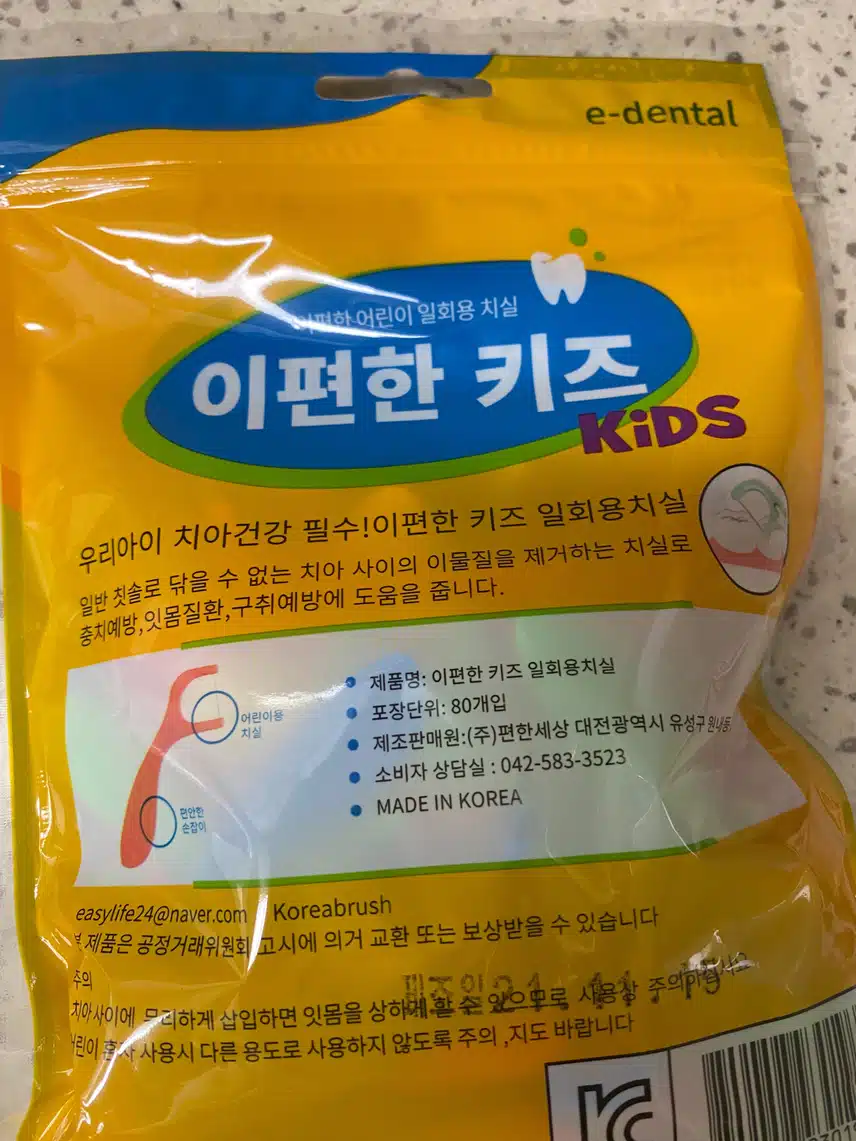 e-dental
이편한 어린이 일회용 치실
이편한 키즈
KiDS
우리아이 치아건강 필수!이편한 키즈 일회용치실
일반 칫솔로 닦을 수 없는 치아 사이의 이물질을 제거하는 치실로
충치예방,잇몸질환,구취예방에 도움을 줍니다.
어린이용
치실
편안한
손잡이
제품명: 이편한 키즈 일회용치실
포장단위: 80개입
제조판매원:(주)편한세상 대전광역시 유성구 원내동
소비자 상담실 : 042-583-3523
MADE IN KOREA
easylife24@naver.com Koreabrush
본 제품은 공정거래위원회 고시에 의거 교환 또는 보상받을 수 있습니다
주의
치아사이에 무리하게 삽입하면 잇몸을 상하게 할 수 있으므로 사용상
제조일21.11.
어린이 혼자 사용시 다른 용도로 사용하지 않도록 주의 ,지도 바랍니다